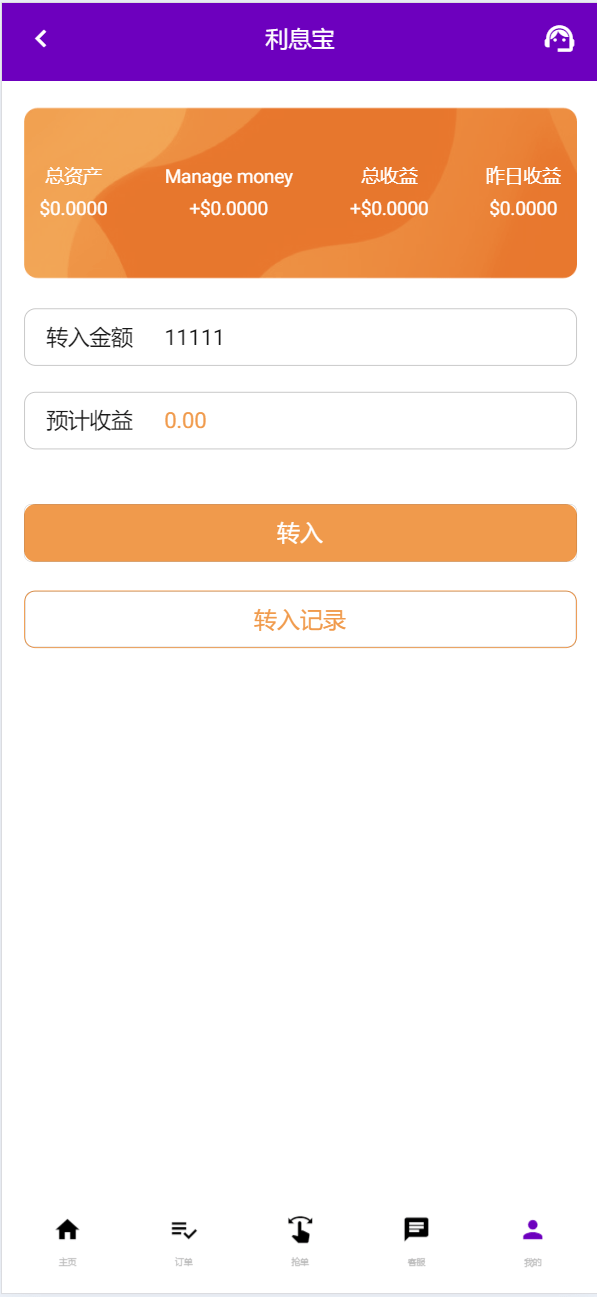 利息宝
总资产 Manage money 总收益 昨日收益
$0.0000 +$0.0000 +$0.0000 $0.0000
转入金额 11111
预计收益 0.00
转入
转入记录
主页 订单 抢单 客服 我的